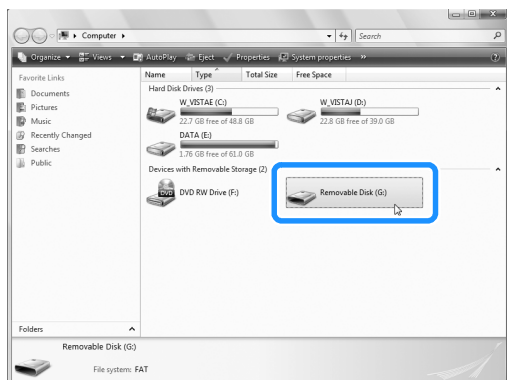 Computer
Search
Organize Views AutoPlay Eject Properties System properties »
Favorite Links
Documents
Pictures
Music
Recently Changed
Searches
Public
Folders
Name Type Total Size Free Space
Hard Disk Drives (3)
W_VISTAE (C:)
22.7 GB free of 48.8 GB
W_VISTAJ (D:)
22.8 GB free of 39.0 GB
DATA (E:)
1.76 GB free of 61.0 GB
Devices with Removable Storage (2)
DVD RW Drive (F:)
DVD
Removable Disk (G:)
Removable Disk (G:)
File system: FAT